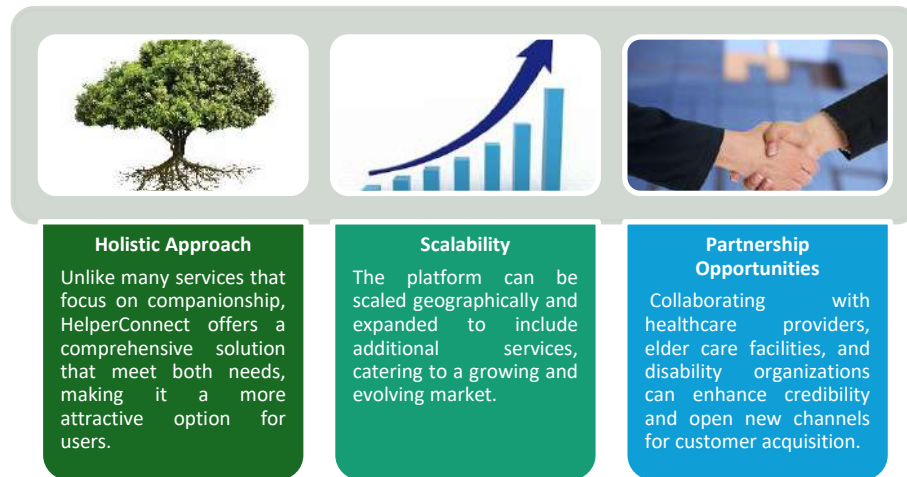 Holistic Approach
Unlike many services that
focus on companionship,
HelperConnect offers a
comprehensive solution
that meet both needs,
making it a more
attractive option for
users.
Scalability
The platform can be
scaled geographically and
expanded to include
additional services,
catering to a growing and
evolving market.
Partnership
Opportunities
Collaborating with
healthcare providers,
elder care facilities, and
disability organizations
can enhance credibility
and open new channels
for customer acquisition.